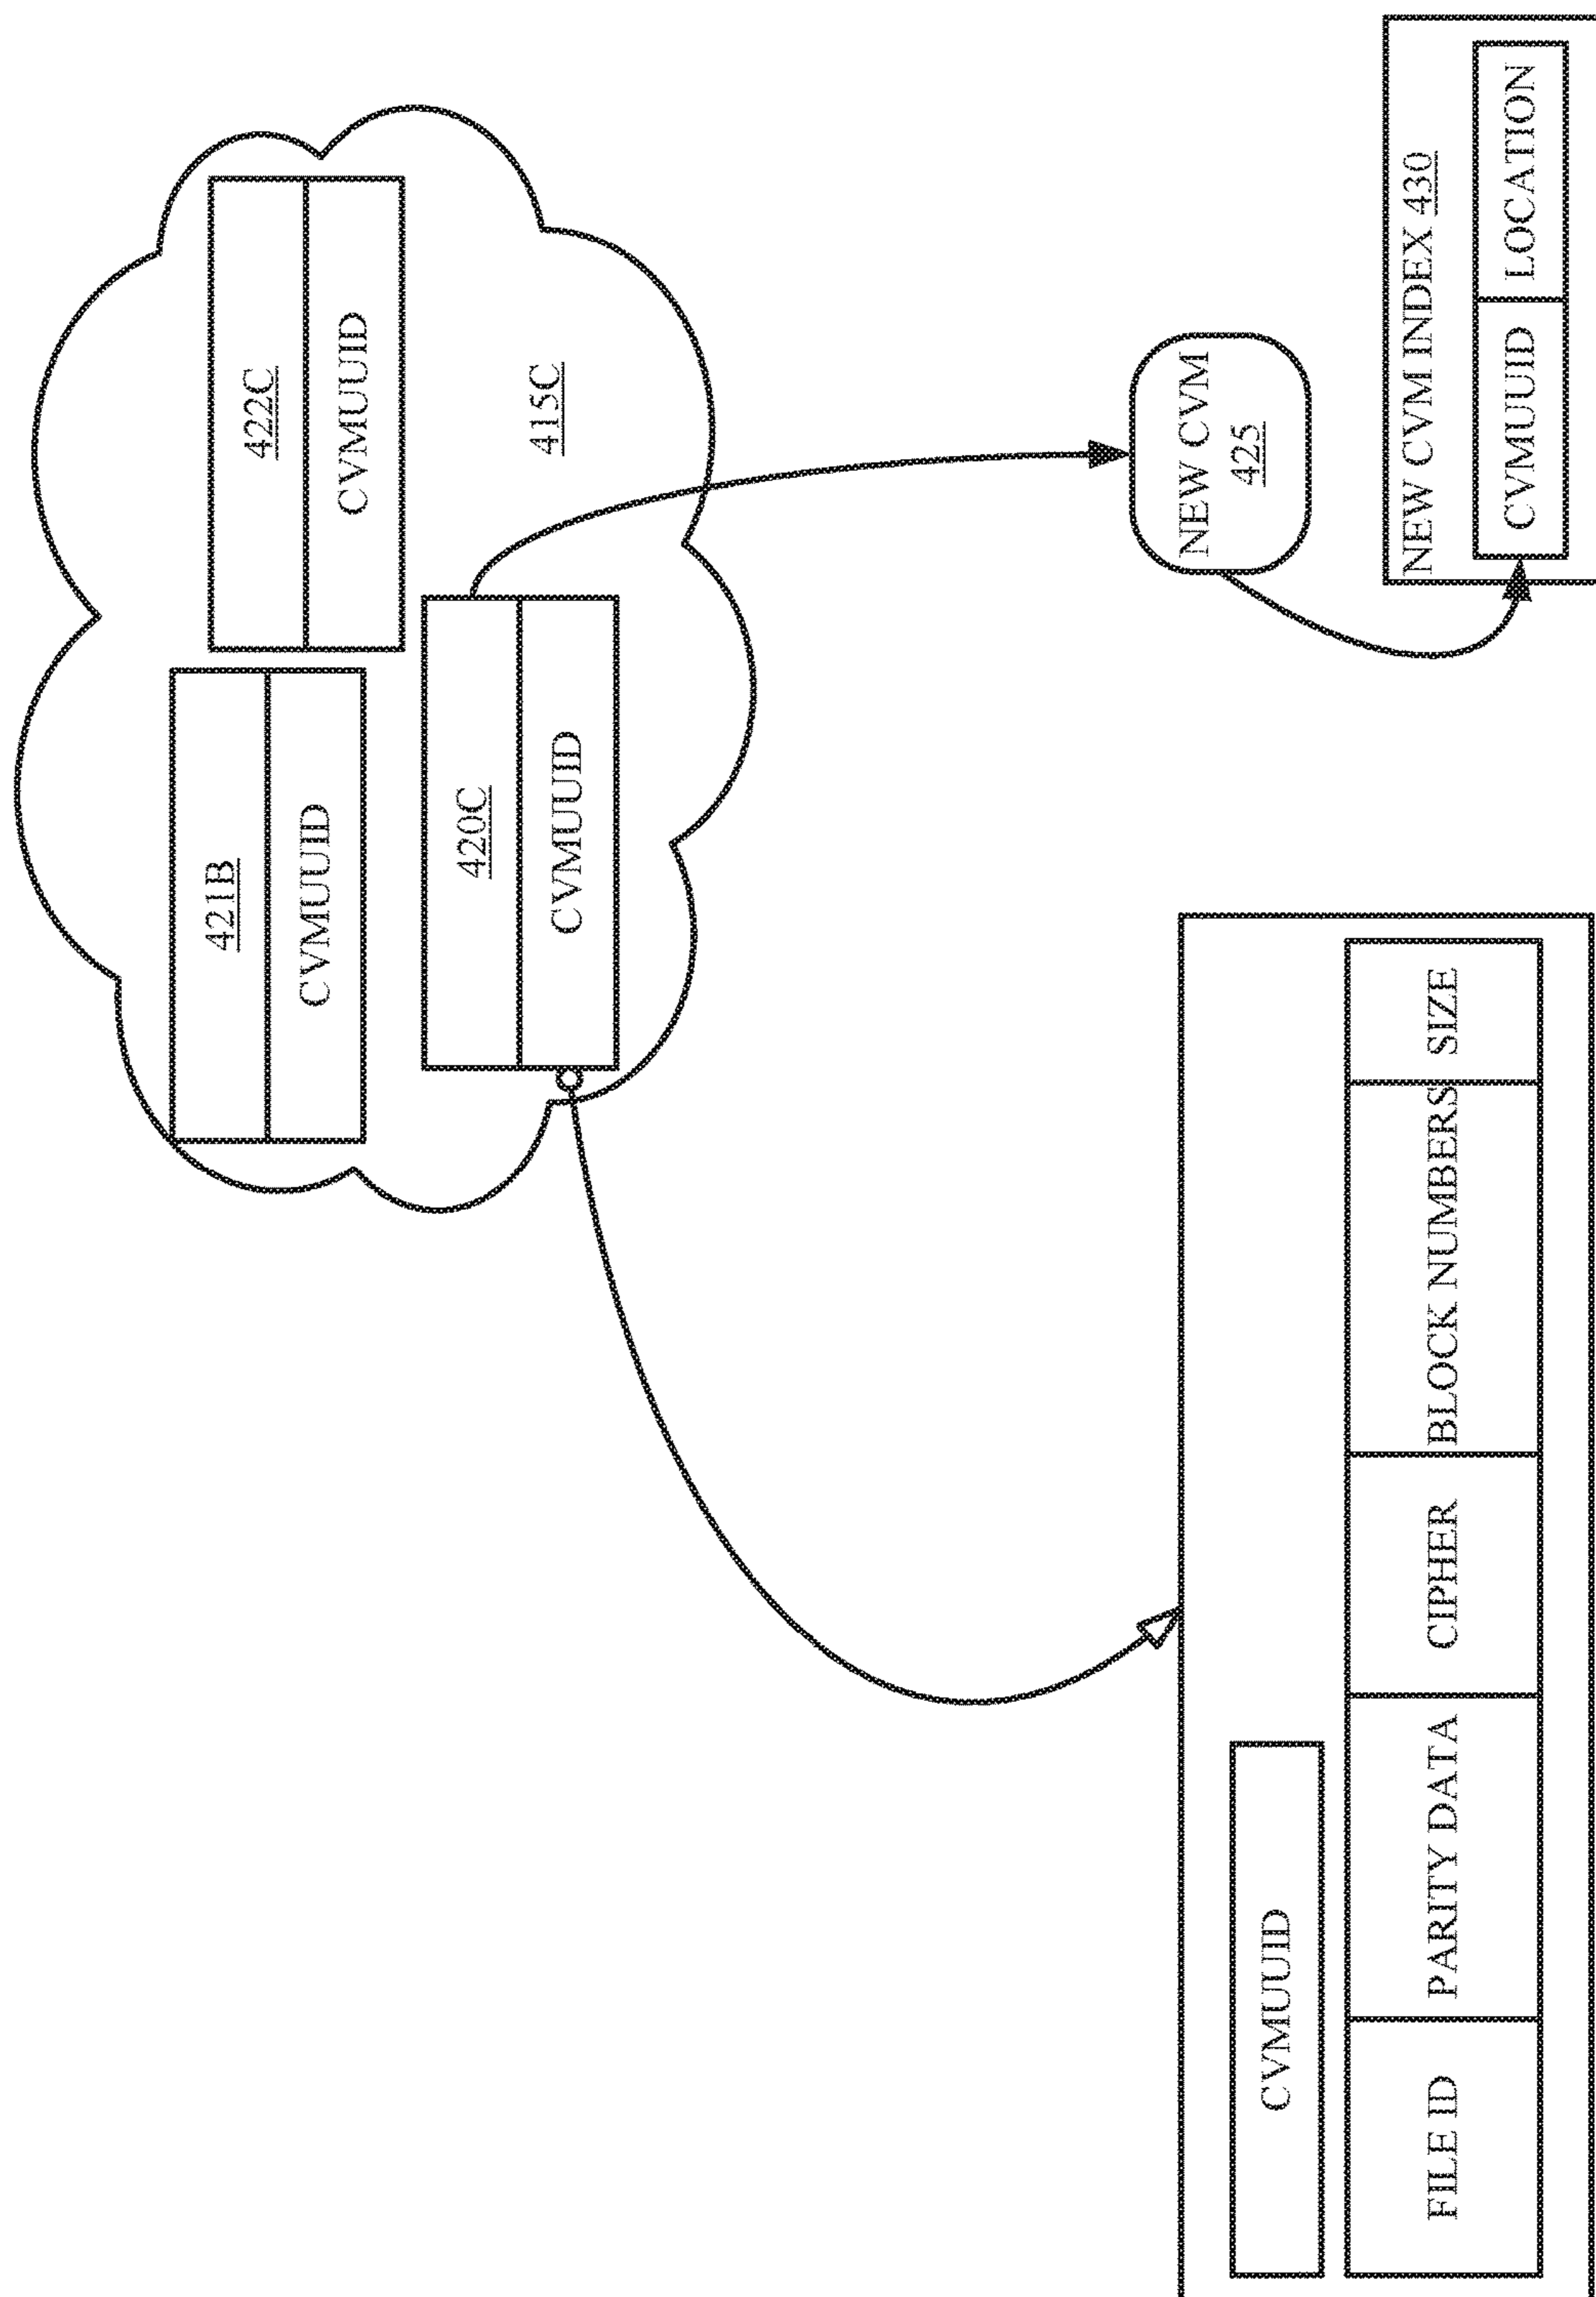 421B
CVMUUID
422C
CVMUUID
420C
CVMUUID
415C
NEW CVM
425
NEW CVM INDEX 430
CVMUUID
LOCATION
CVMUUID
FILE ID
PARITY DATA
CIPHER
BLOCK NUMBERS
SIZE